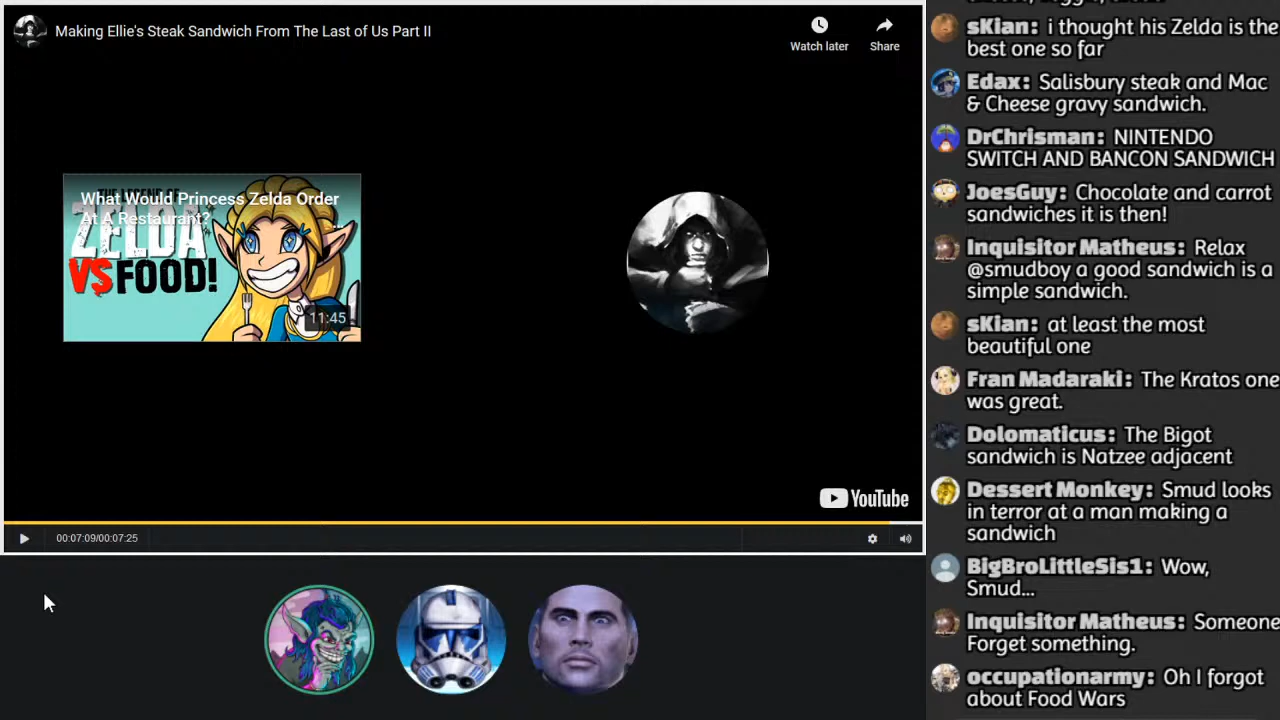 Making Ellie's Steak Sandwich From The Last of Us Part II
Watch later
Share
THE LEGEND OF
ZELDA
VS FOOD!
What Would Princess Zelda Order
At A Restaurant?
11:45
YouTube
00:07:09/00:07:25
sKian: i thought his Zelda is the
best one so far
Edax: Salisbury steak and Mac
& Cheese gravy sandwich.
DrChrisman: NINTENDO
SWITCH AND BANCON SANDWICH
JoesGuy: Chocolate and carrot
sandwiches it is then!
Inquisitor Matheus: Relax
@smudboy a good sandwich is a
simple sandwich.
sKian: at least the most
beautiful one
Fran Madaraki: The Kratos one
was great.
Dolomaticus: The Bigot
sandwich is Natzee adjacent
Dessert Monkey: Smud looks
in terror at a man making a
sandwich
BigBroLittleSis1: Wow,
Smud...
Inquisitor Matheus: Someone
Forget something.
occupationarmy: Oh I forgot
about Food Wars